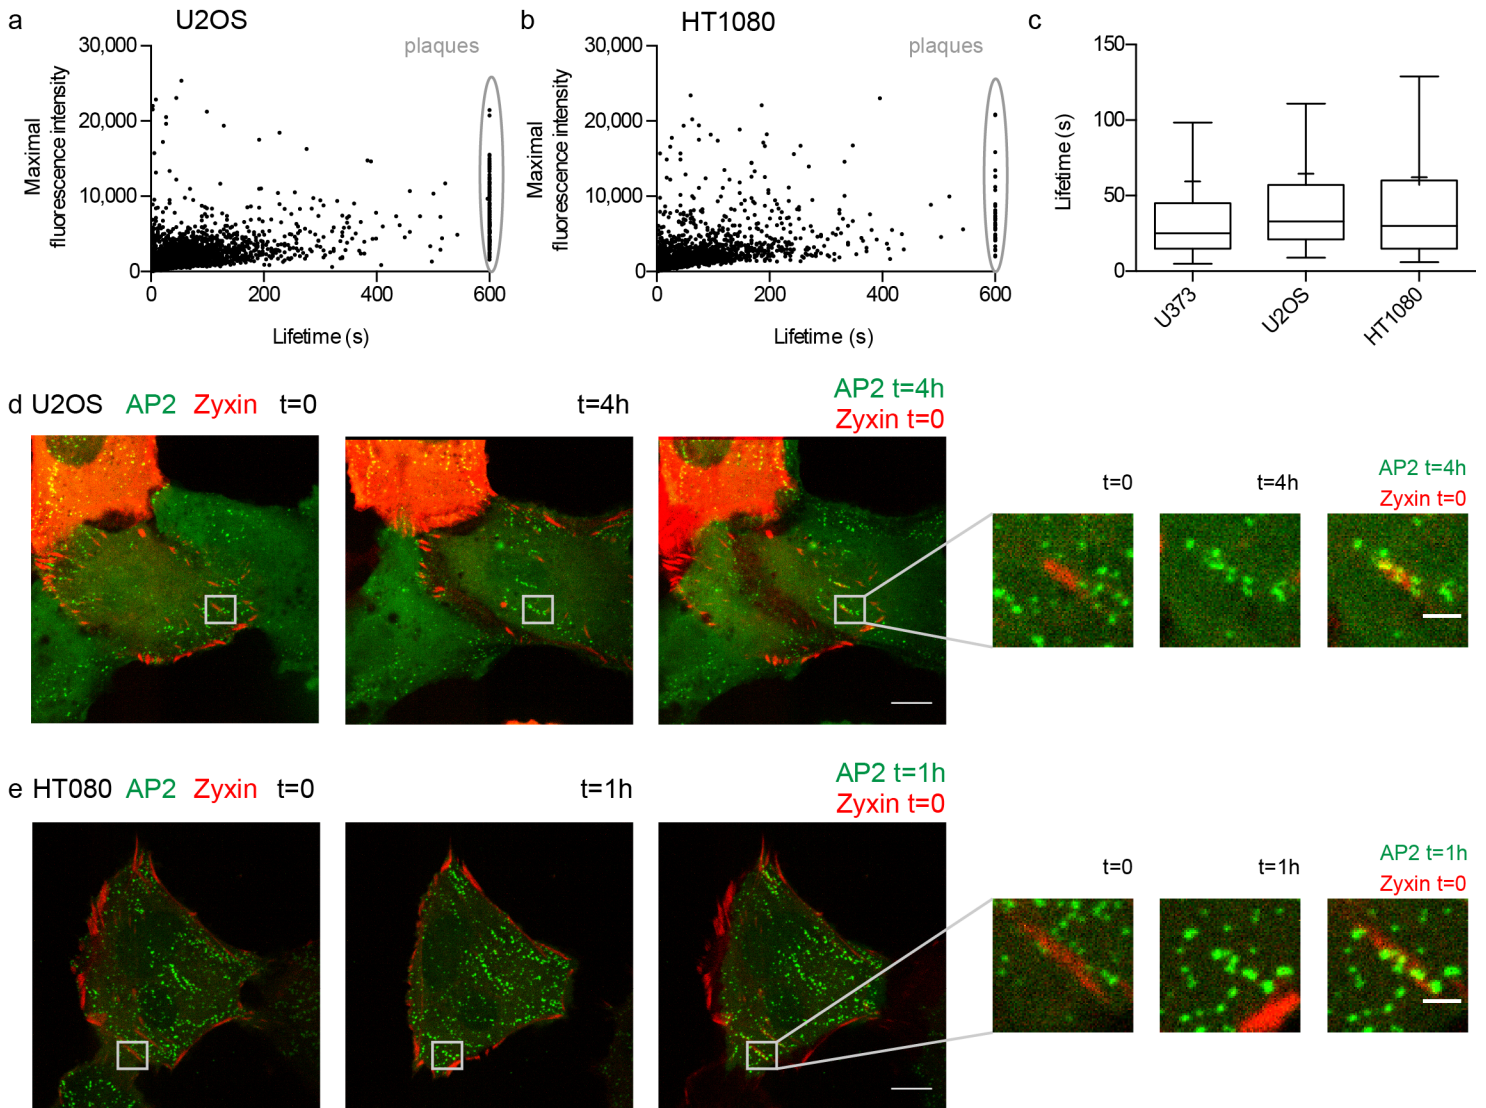 a U2OS b HT1080 c
30,000 plaques 30,000 plaques 150
20,000 20,000 100
10,000 10,000 50
0 0 0
Maximal
fluorescence intensity
Maximal
fluorescence intensity
Lifetime (s)
0 200 400 600 0 200 400 600
U373 U2OS HT1080
Lifetime (s) Lifetime (s)
d U2OS AP2 Zyxin t=0 t=4h AP2 t=4h
Zyxin t=0
t=0 t=4h AP2 t=4h
Zyxin t=0
e HT080 AP2 Zyxin t=0 t=1h AP2 t=1h
Zyxin t=0
t=0 t=1h AP2 t=1h
Zyxin t=0